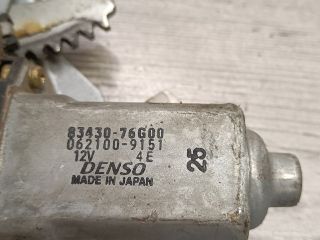 83430-76G00
062100-9151
12V 4E
DENSO
MADE IN JAPAN
25